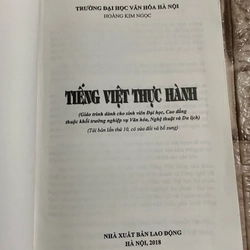 TRƯỜNG ĐẠI HỌC VĂN HÓA HÀ NỘI
HOÀNG KIM NGỌC
TIẾNG VIỆT THỰC HÀNH
(Giáo trình dành cho sinh viên Đại học, Cao đẳng
thuộc khối trường nghiệp vụ Văn hóa, Nghệ thuật và Du lịch)
(Tái bản lần thứ 10, có sửa đổi và bổ sung)
NHÀ XUẤT BẢN LAO ĐỘNG
HÀ NỘI, 2018